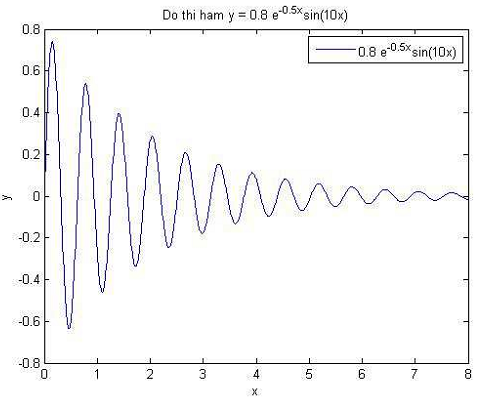 Do thi ham y = 0.8 e^-0.5x sin(10x)
0.8 e^-0.5x sin(10x)
0.8
0.6
0.4
0.2
0
-0.2
-0.4
-0.6
-0.8
y
0 1 2 3 4 5 6 7 8
x